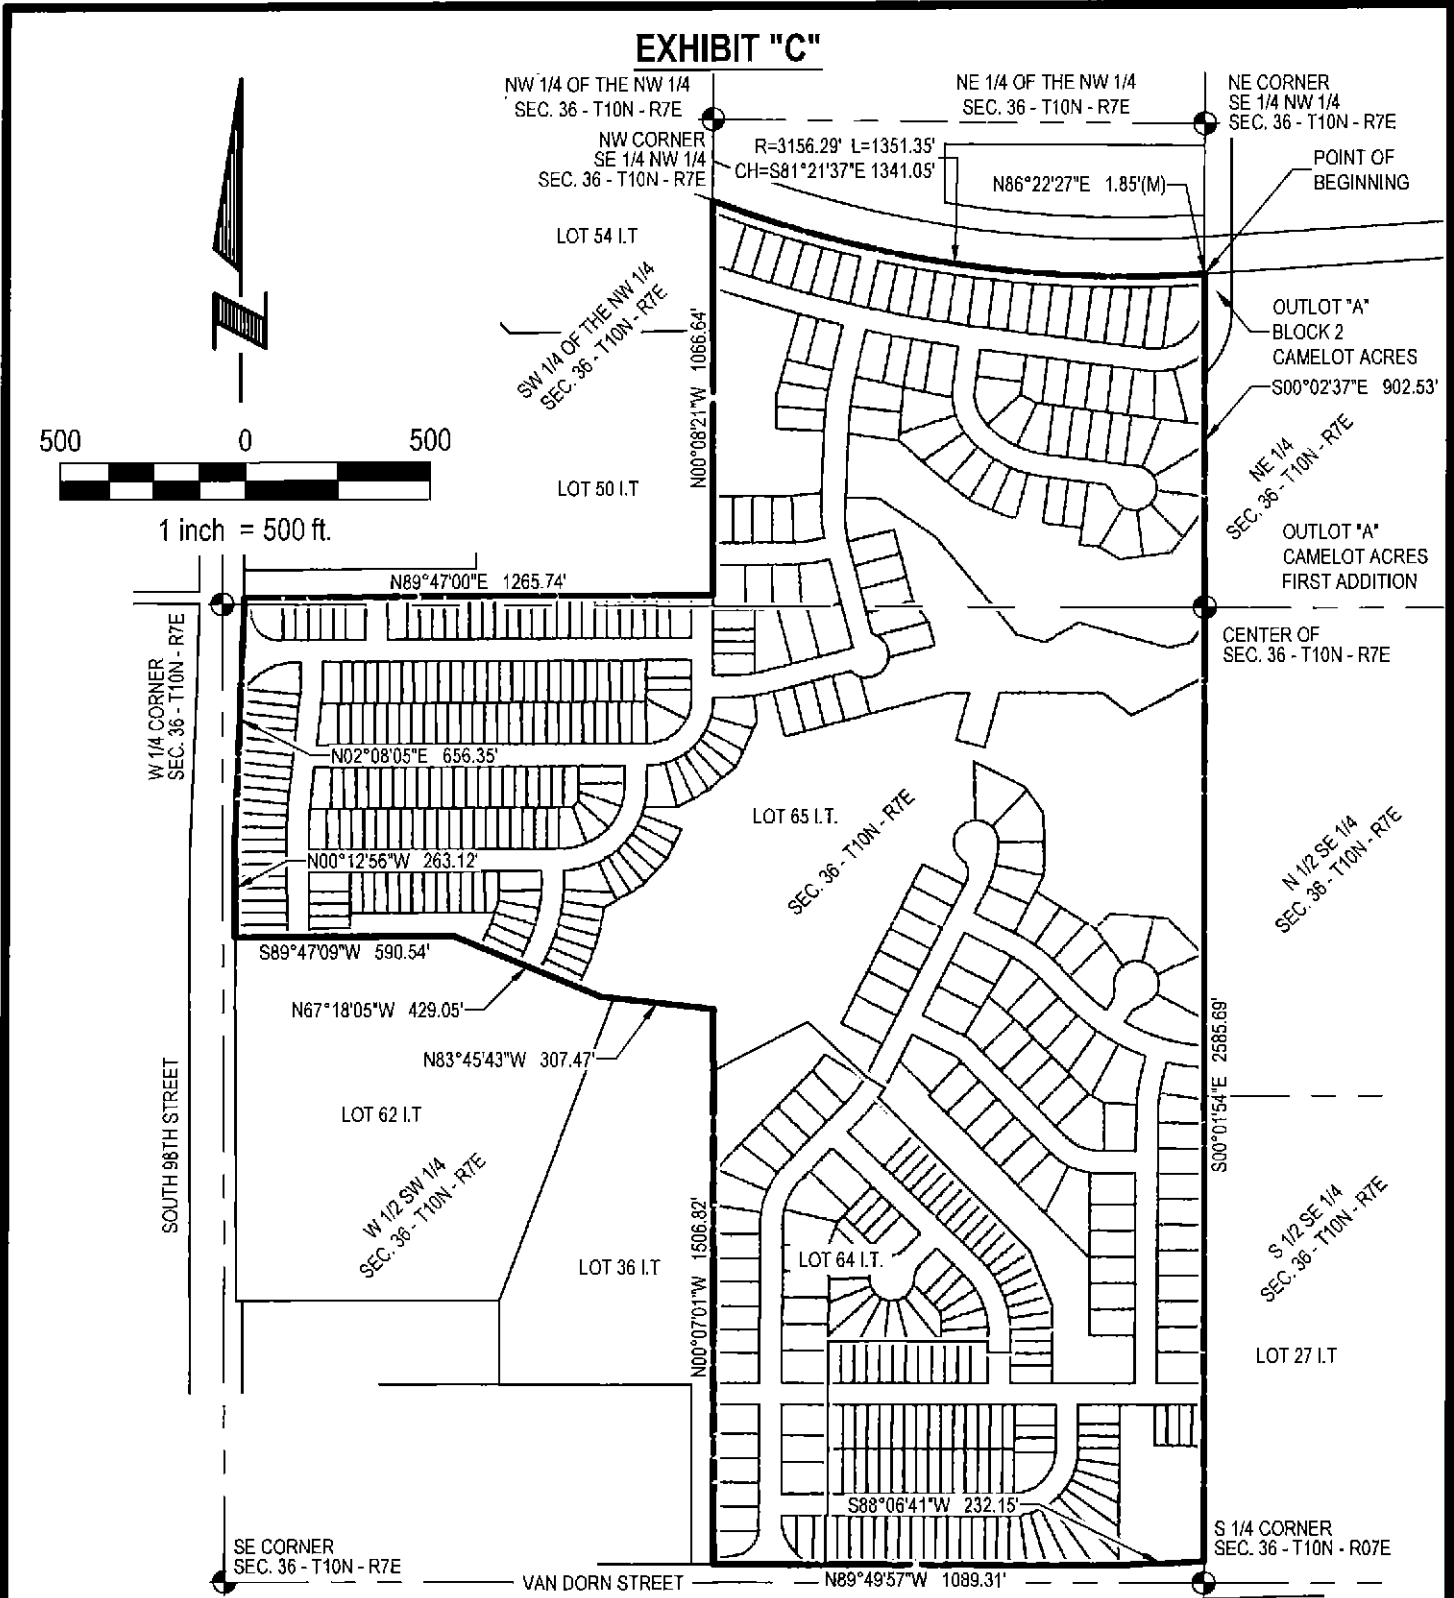 EXHIBIT "C"
NW 1/4 OF THE NW 1/4
SEC. 36 - T10N - R7E
NE 1/4 OF THE NW 1/4
SEC. 36 - T10N - R7E
NE CORNER
SE 1/4 NW 1/4
SEC. 36 - T10N - R7E
NW CORNER
SE 1/4 NW 1/4
SEC. 36 - T10N - R7E
R=3156.29' L=1351.35'
CH=S81°21'37"E 1341.05'
N86°22'27"E 1.85'(M)
POINT OF
BEGINNING
LOT 54 I.T
SW 1/4 OF THE NW 1/4
SEC. 36 - T10N - R7E
N00°08'21"W 1066.64'
OUTLOT "A"
BLOCK 2
CAMELOT ACRES
S00°02'37"E 902.53'
500 0 500
1 inch = 500 ft.
LOT 50 I.T
NE 1/4
SEC. 36 - T10N - R7E
OUTLOT "A"
CAMELOT ACRES
FIRST ADDITION
N89°47'00"E 1265.74'
W 1/4 CORNER
SEC. 36 - T10N - R7E
CENTER OF
SEC. 36 - T10N - R7E
N02°08'05"E 656.35'
LOT 65 I.T.
SEC. 36 - T10N - R7E
N 1/2 SE 1/4
SEC. 36 - T10N - R7E
N00°12'56"W 263.12'
S89°47'09"W 590.54'
N67°18'05"W 429.05'
N83°45'43"W 307.47'
S00°01'54"E 2585.69'
SOUTH 98TH STREET
LOT 62 I.T
W 1/2 SW 1/4
SEC. 36 - T10N - R7E
LOT 36 I.T
N00°07'01"W 1506.82'
LOT 64 I.T.
S 1/2 SE 1/4
SEC. 36 - T10N - R7E
LOT 27 I.T
S88°06'41"W 232.15'
SE CORNER
SEC. 36 - T10N - R7E
S 1/4 CORNER
SEC. 36 - T10N - R07E
VAN DORN STREET
N89°49'57"W 1089.31'